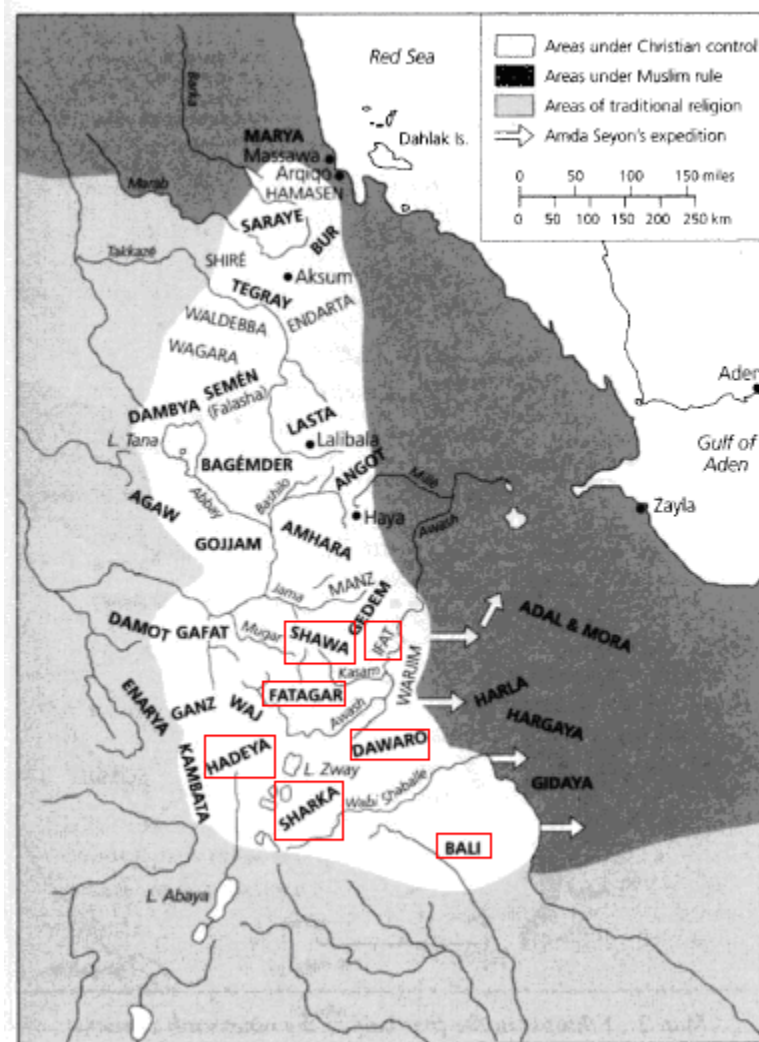 Red Sea
Areas under Christian control
Areas under Muslim rule
Areas of traditional religion
Amda Seyon's expedition
0 50 100 150 miles
0 50 100 150 200 250 km
Barka
Dahlak Is.
MARYA
Massawa
Arqiqo
HAMASEN
Marab
SARAYE
BUR
Takkazé
SHIRÉ
Aksum
TEGRAY
ENDARTA
WALDEBBA
WAGARA
SEMÉN
(Falasha)
DAMBYA
LASTA
Aden
L. Tana
Lalibala
Gulf of
Aden
BAGÉMDER
ANGOT
Millé
Abbay
Bashilo
AGAW
Haya
Awash
Zayla
GOJJAM
AMHARA
Jama
MANZ
GEDEM
ADAL & MORA
DAMOT
GAFAT
Mugar
SHAWA
IFAT
Kasam
WARJIM
ENARYA
GANZ
WAJ
FATAGAR
Awash
HARLA
HARGAYA
KAMBATA
HADEYA
DAWARO
L. Zway
GIDAYA
Wabi Shaballe
SHARKA
BALI
L. Abaya